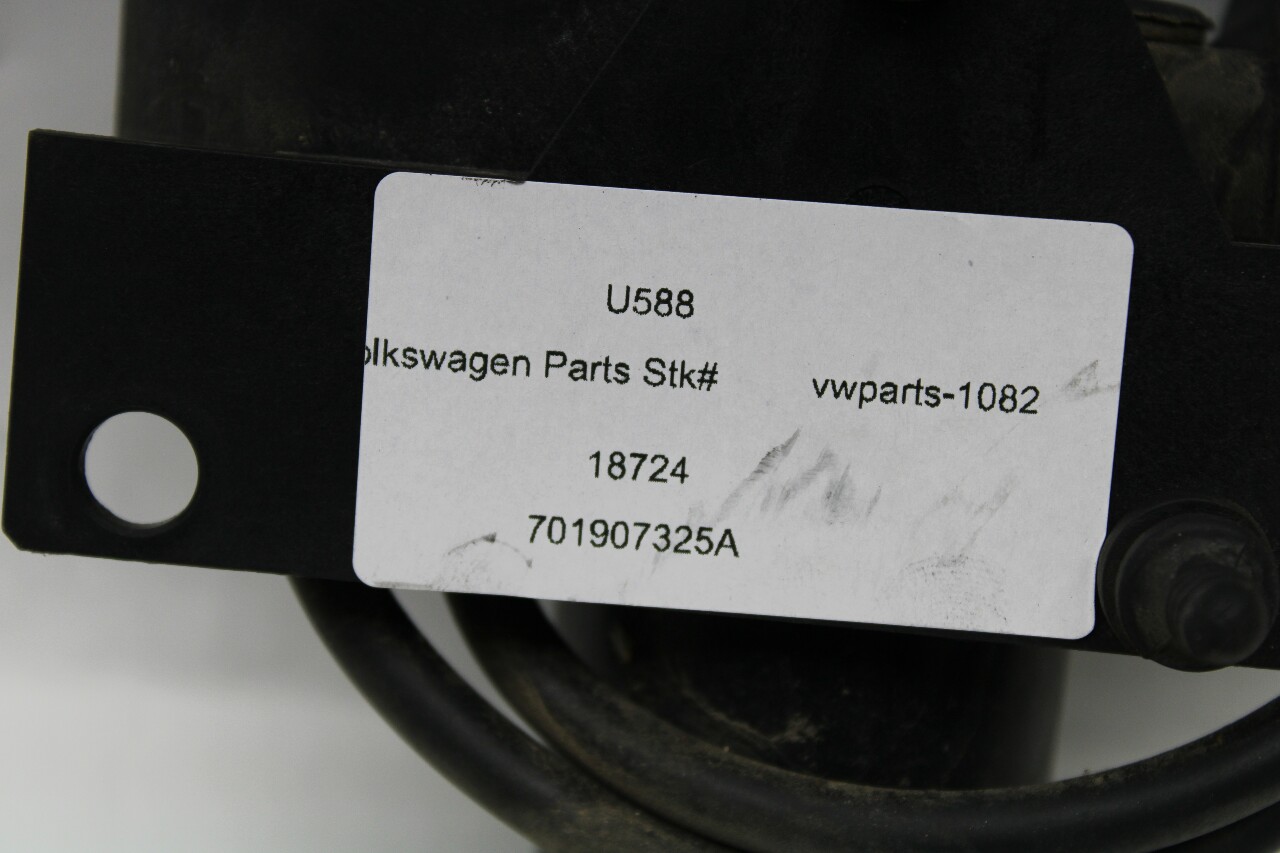 U588
olkswagen Parts Stk# vwparts-1082
18724
701907325A